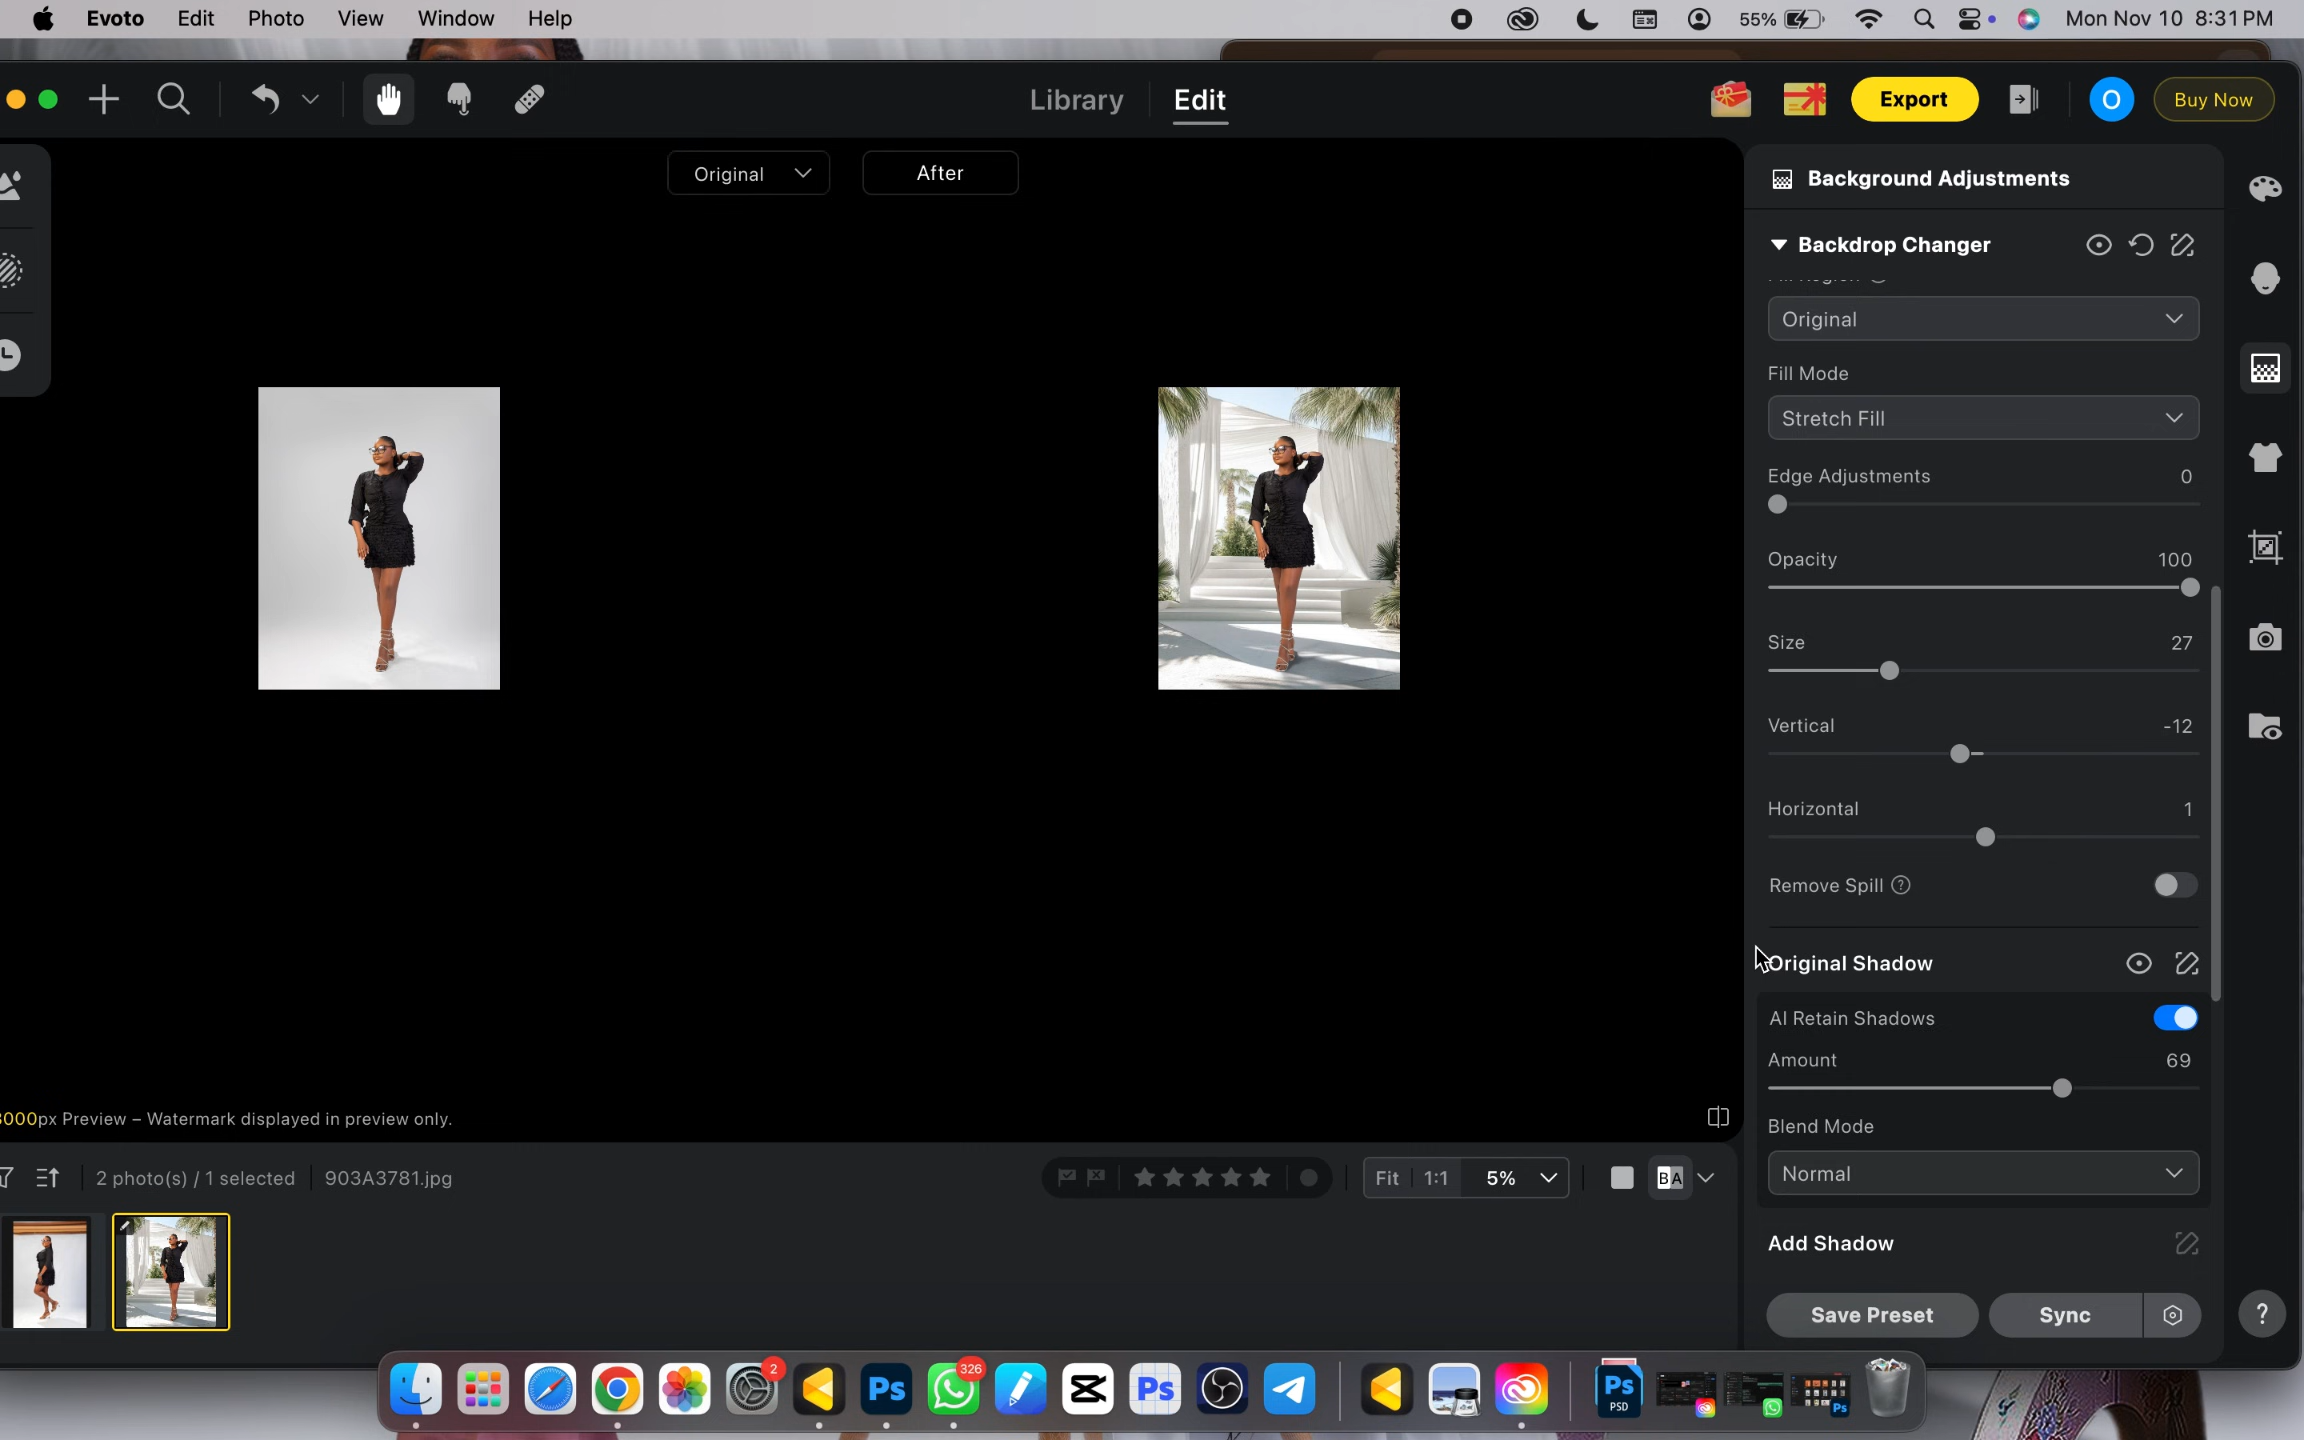 Evoto Edit Photo View Window Help
55% Mon Nov 10 8:31 PM
Library Edit
Export
O
Buy Now
Original
After
Background Adjustments
Backdrop Changer
Original
Fill Mode
Stretch Fill
Edge Adjustments 0
Opacity 100
Size 27
Vertical -12
Horizontal 1
Remove Spill ?
Original Shadow
AI Retain Shadows
Amount 69
Blend Mode
Normal
Add Shadow
Save Preset Sync
?
000px Preview – Watermark displayed in preview only.
2 photo(s) / 1 selected 903A3781.jpg
Fit 1:1 5%
BA
2
Ps
326
Ps
Ps
PSD
Ps